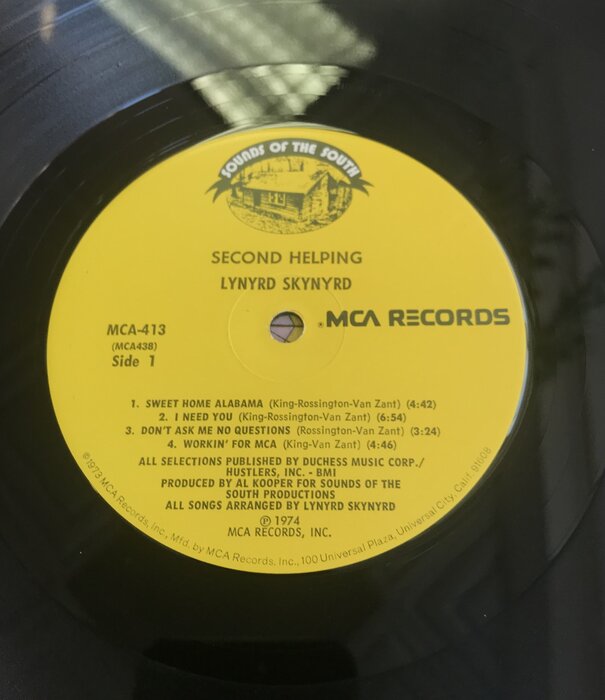 SOUNDS OF THE SOUTH
SECOND HELPING
LYNYRD SKYNYRD
MCA RECORDS
MCA-413
(MCA438)
Side 1
1. SWEET HOME ALABAMA (King-Rossington-Van Zant) (4:42)
2. I NEED YOU (King-Rossington-Van Zant) (6:54)
3. DON'T ASK ME NO QUESTIONS (Rossington-Van Zant) (3:24)
4. WORKIN' FOR MCA (King-Van Zant) (4:46)
ALL SELECTIONS PUBLISHED BY DUCHESS MUSIC CORP./
HUSTLERS, INC. - BMI
PRODUCED BY AL KOOPER FOR SOUNDS OF THE
SOUTH PRODUCTIONS
ALL SONGS ARRANGED BY LYNYRD SKYNYRD
℗ 1974
MCA RECORDS, INC.
©1973 MCA Records, Inc., Mfd. by MCA Records, Inc., 100 Universal Plaza, Universal City, Calif. 91608